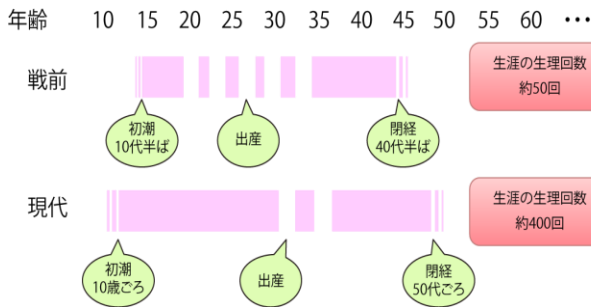 年齢 10 15 20 25 30 35 40 45 50 55 60 …
戦前
初潮
10代半ば
出産
閉経
40代半ば
生涯の生理回数
約50回
現代
初潮
10歳ごろ
出産
閉経
50代ごろ
生涯の生理回数
約400回